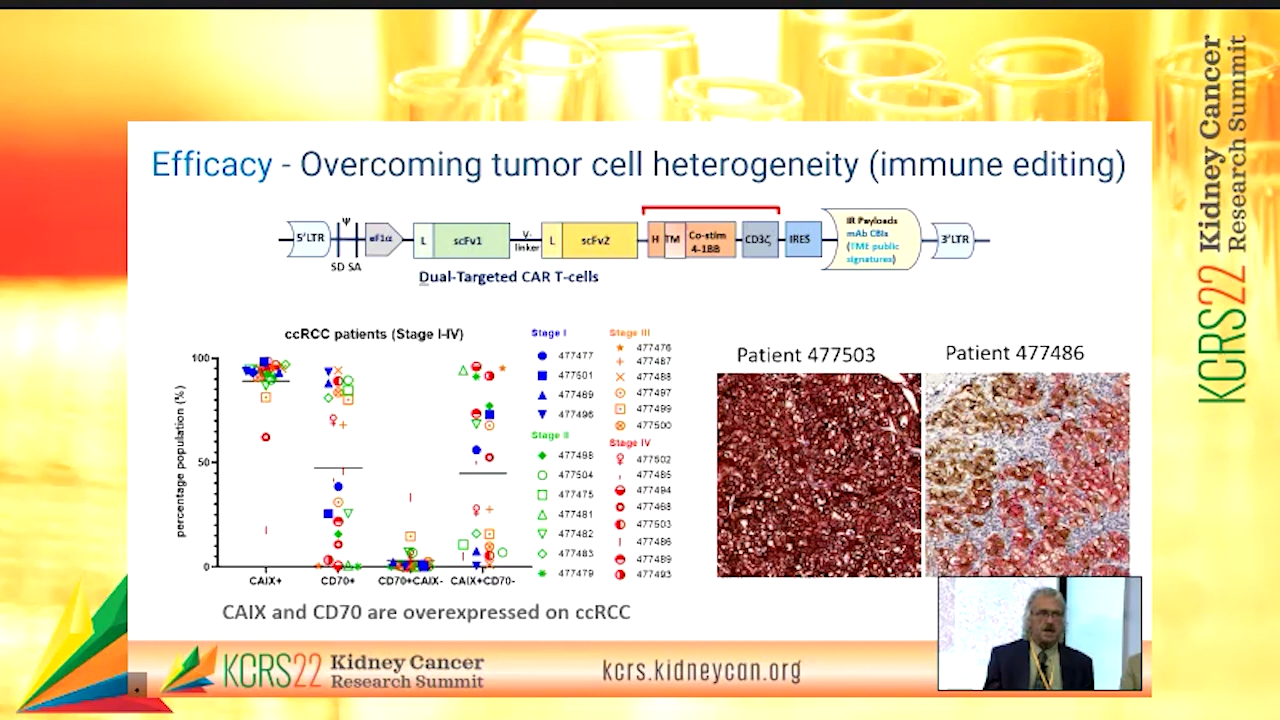 Efficacy - Overcoming tumor cell heterogeneity (immune editing)
5'LTR
Ψ
SD SA
eF1α
L
scFv1
V-
linker
L
scFv2
H
TM
Co-stim
4-1BB
CD3ζ
IRES
IR Payloads
mAb CBIs
(TME public
signatures)
3'LTR
Dual-Targeted CAR T-cells
ccRCC patients (Stage I-IV)
percentage population (%)
100
50
0
CAIX+
CD70+
CD70+CAIX-
CAIX+CD70-
Stage I
477477
477501
477469
477496
Stage II
477498
477504
477475
477481
477482
477483
477479
Stage III
477476
477487
477488
477497
477499
477500
Stage IV
477502
477485
477494
477468
477503
477486
477489
477493
Patient 477503
Patient 477486
CAIX and CD70 are overexpressed on ccRCC
KCRS22 Kidney Cancer
Research Summit
kcrs.kidneycan.org
KCRS22 Kidney Cancer
Research Summit